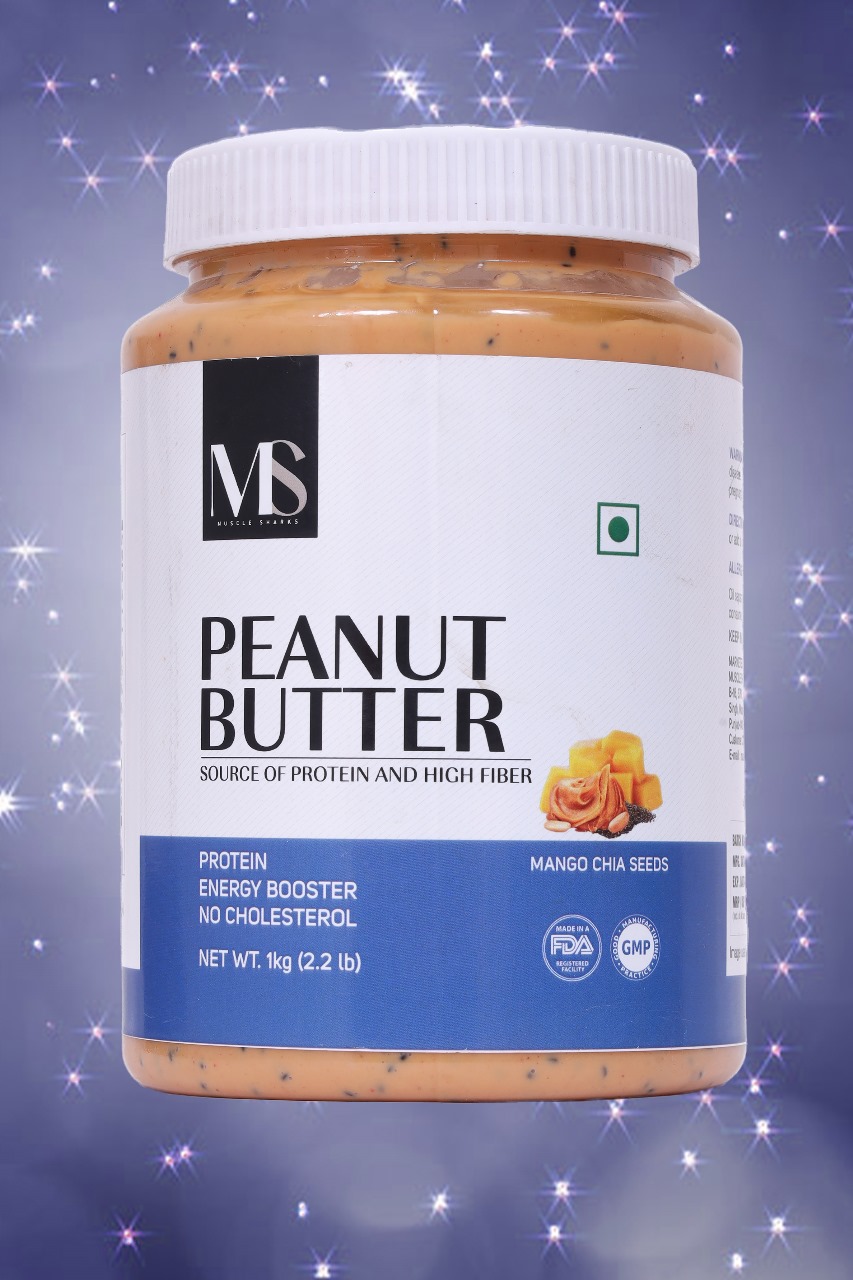 MS
MUSCLE SHARKS
PEANUT
BUTTER
SOURCE OF PROTEIN AND HIGH FIBER
PROTEIN
ENERGY BOOSTER
NO CHOLESTEROL
NET WT. 1kg (2.2 lb)
MANGO CHIA SEEDS
MADE IN A
FDA
REGISTERED
FACILITY
GOOD MANUFACTURING PRACTICE
GMP